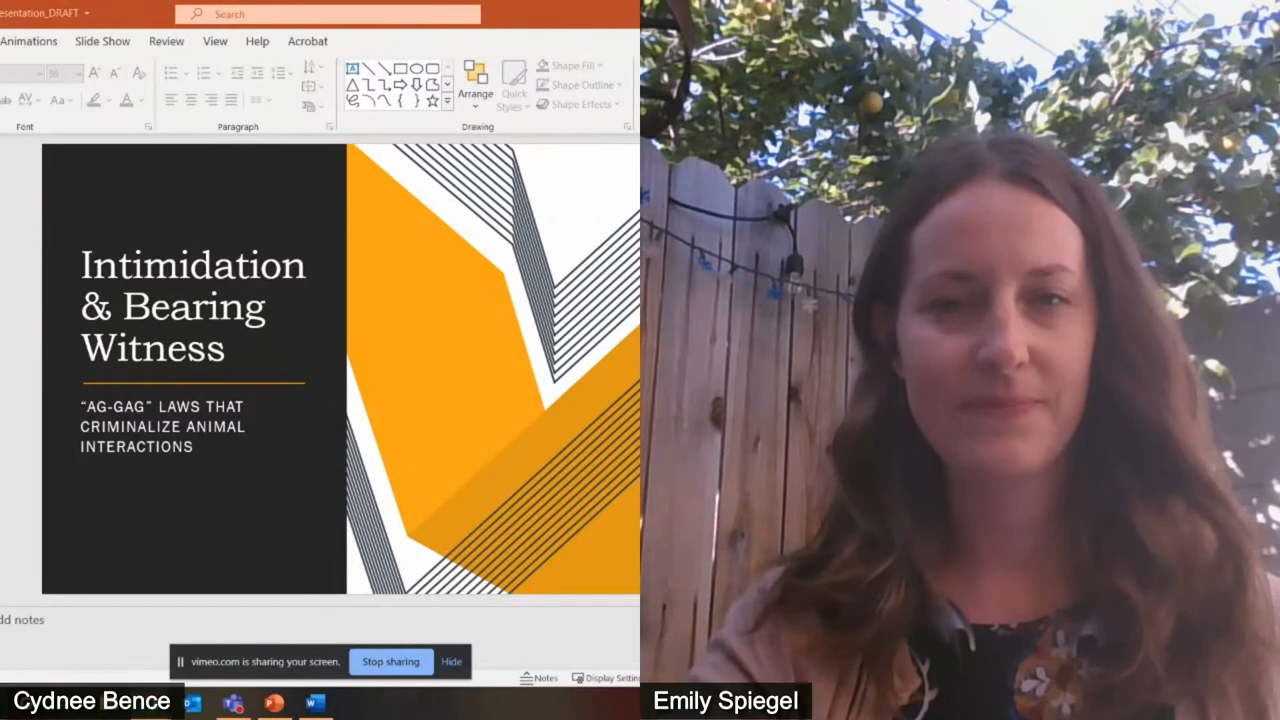 esentation_DRAFT
Search
Animations Slide Show Review View Help Acrobat
Aa
A
Arrange
Quick
Styles
Shape Fill
Shape Outline
Shape Effects
Font Paragraph Drawing
Intimidation
& Bearing
Witness
“AG-GAG” LAWS THAT
CRIMINALIZE ANIMAL
INTERACTIONS
dd notes
vimeo.com is sharing your screen. Stop sharing Hide
Notes Display Settin
Cydnee Bence
Emily Spiegel